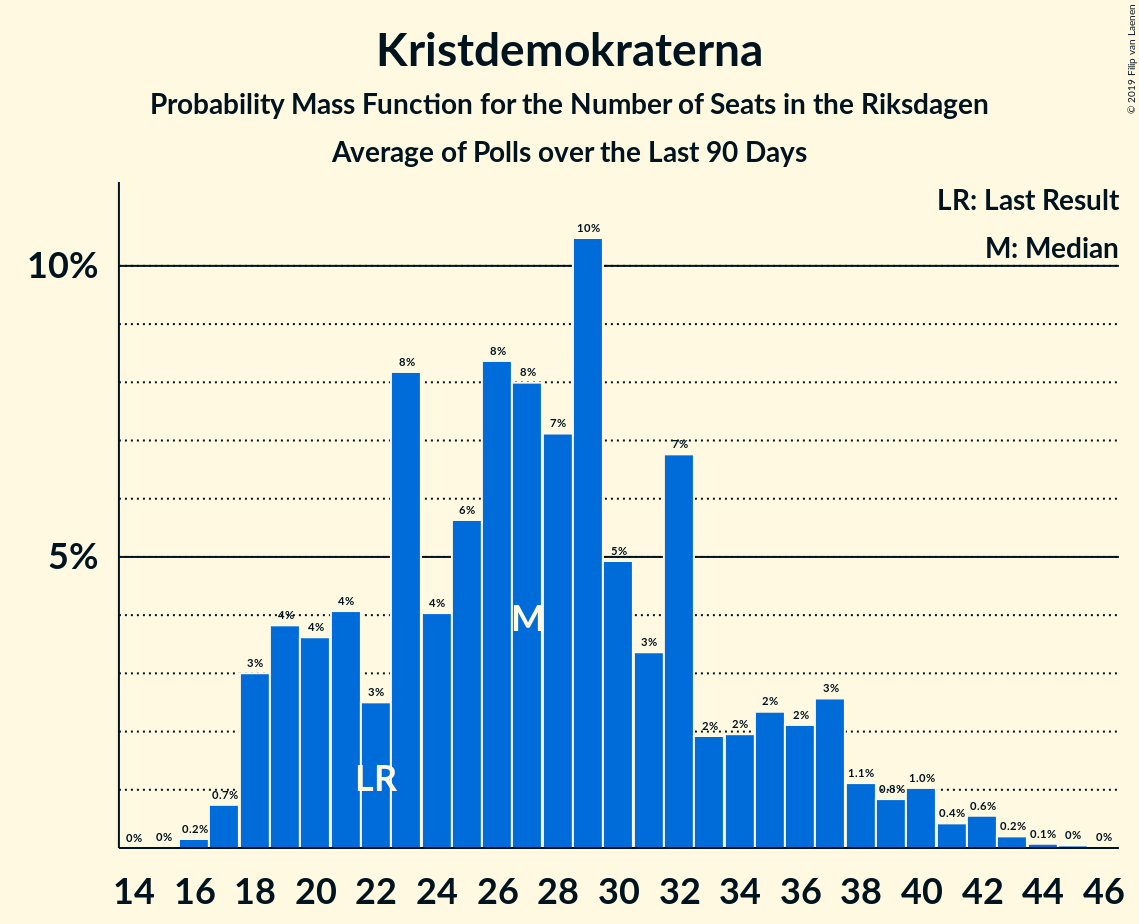 Kristdemokraterna
Probability Mass Function for the Number of Seats in the Riksdagen
Average of Polls over the Last 90 Days
© 2019 Filip van Laenen
LR: Last Result
M: Median
10%
5%
0% 0% 0.2% 0.7% 3% 4% 4% 4% 3% 8% 4% 6% 8% 8% 7% 10% 5% 3% 7% 2% 2% 2% 2% 3% 1.1% 0.8% 1.0% 0.4% 0.6% 0.2% 0.1% 0% 0%
M
LR
14 16 18 20 22 24 26 28 30 32 34 36 38 40 42 44 46